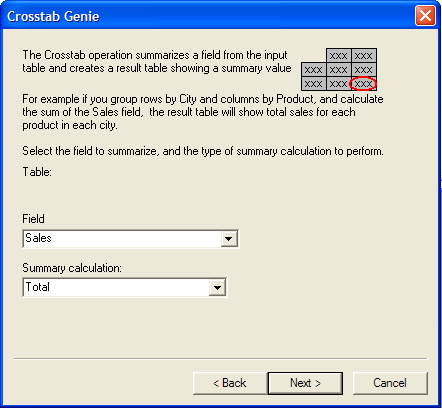 Crosstab Genie
The Crosstab operation summarizes a field from the input
table and creates a result table showing a summary value
xxx xxx
xxx xxx xxx
xxx xxx xxx
For example if you group rows by City and columns by Product, and calculate
the sum of the Sales field, the result table will show total sales for each
product in each city.
Select the field to summarize, and the type of summary calculation to perform.
Table:
Field
Sales
Summary calculation:
Total
< Back Next > Cancel